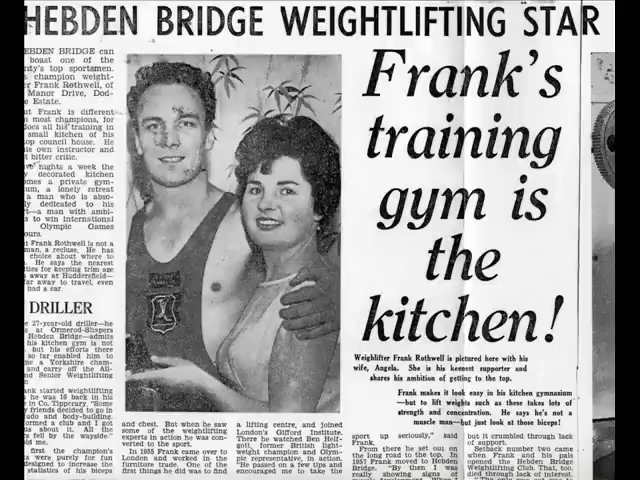 HEBDEN BRIDGE WEIGHTLIFTING STAR
EBDEN BRIDGE can
boast one of the
nty's top sportsmen.
champion weight-
Frank Rothwell, of
Manor Drive, Dod-
Estate.
ut Frank is different
most champions, for
does all his training in
small kitchen of his
top council house. He
is own instructor and
bitter critic.
nights a week the
decorated kitchen
omes a private gym-
um, a lonely retreat
a man who is abso-
y dedicated to his
t—a man with ambi-
s to win international
Olympic Games
ours.
Frank Rothwell is not a
man, a recluse. He has
choice about where to
. He says the nearest
ties for keeping trim are
away at Huddersfield—
far away to travel, even
had a car.
DRILLER
27-year-old driller—he
at Ormerod-Shapers
Hebden Bridge—admits
his kitchen gym is not
but his efforts there
so far enabled him to
e a Yorkshire cham-
and carry off the All-
nd Senior Weightlifting
nk started weightlifting
he was 16 back in his
in Co. Tipperary. "Some
friends decided to go in
udo and body-building.
ormed a club and I got
s about it. All the
s fell by the wayside."
ld me.
first the champion's
were purely for ties
designed to increase the
statistics of his biceps
and chest. But when he saw
some of the weightlifting
experts in action he was con-
verted to the sport.
In 1955 Frank came over to
London and worked in the
furniture trade. One of the
first things he did was to find
a lifting centre, and joined
London's Gifford Institute.
There he watched Ben Helf-
gott, former British light-
weight champion and Olym-
pic representative, in action.
"He passed on a few tips and
encouraged me to take the
Frank's
training
gym is
the
kitchen!
Weighlifter Frank Rothwell is pictured here with his
wife, Angela. She is his keenest supporter and
shares his ambition of getting to the top.
Frank makes it look easy in his kitchen gymnasium
—but to lift weights such as these takes lots of
strength and concentration. He says he's not a
muscle man—but just look at those biceps!
sport up seriously," said
Frank.
From there he set out on
the long road to the top. In
1957 Frank moved to Hebden
Bridge. "By then I was
really showing signs of
but it crumbled through lack
of support.
Setback number two came
when Frank and his pals
opened the Hebden Bridge
Weightlifting Club. That, too,
died through lack of interest.